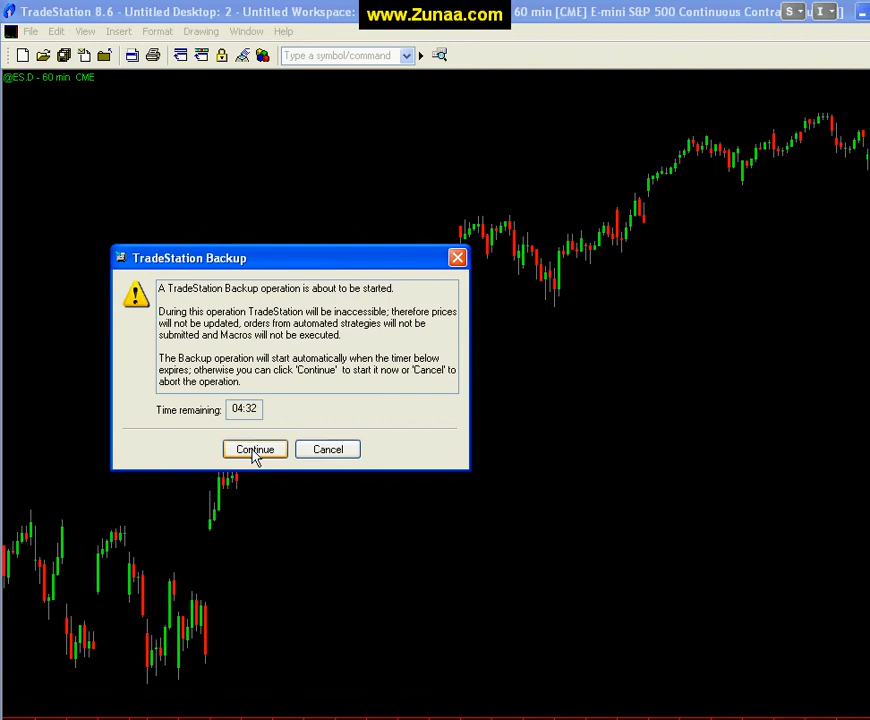 TradeStation 8.6 - Untitled Desktop: 2 - Untitled Workspace:
www.Zunaa.com
60 min [CME] E-mini S&P 500 Continuous Contra
S
I
File Edit View Insert Format Drawing Window Help
Type a symbol/command
@ES.D - 60 min CME
TradeStation Backup
A TradeStation Backup operation is about to be started.
During this operation TradeStation will be inaccessible; therefore prices
will not be updated, orders from automated strategies will not be
submitted and Macros will not be executed.
The Backup operation will start automatically when the timer below
expires; otherwise you can click 'Continue' to start it now or 'Cancel' to
abort the operation.
Time remaining: 04:32
Continue Cancel